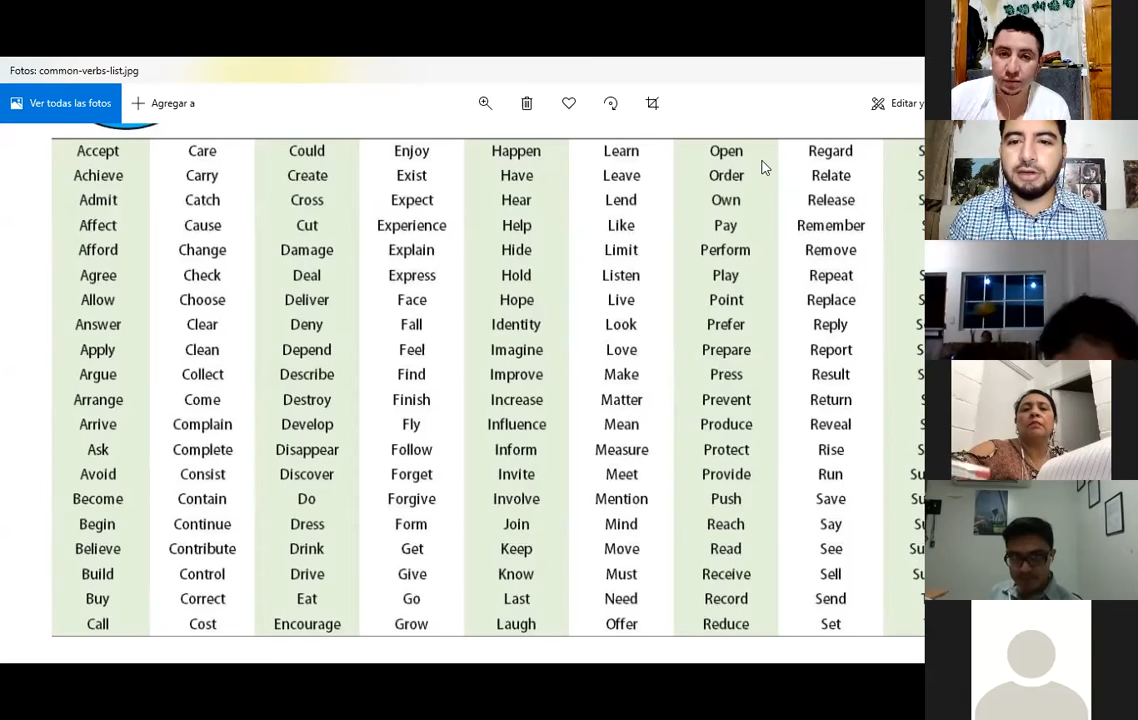 Fotos: common-verbs-list.jpg
Ver todas las fotos
Agregar a
Editar y
Accept Care Could Enjoy Happen Learn Open Regard
Achieve Carry Create Exist Have Leave Order Relate
Admit Catch Cross Expect Hear Lend Own Release
Affect Cause Cut Experience Help Like Pay Remember
Afford Change Damage Explain Hide Limit Perform Remove
Agree Check Deal Express Hold Listen Play Repeat
Allow Choose Deliver Face Hope Live Point Replace
Answer Clear Deny Fall Identity Look Prefer Reply
Apply Clean Depend Feel Imagine Love Prepare Report
Argue Collect Describe Find Improve Make Press Result
Arrange Come Destroy Finish Increase Matter Prevent Return
Arrive Complain Develop Fly Influence Mean Produce Reveal
Ask Complete Disappear Follow Inform Measure Protect Rise
Avoid Consist Discover Forget Invite Meet Provide Run
Become Contain Do Forgive Involve Mention Push Save
Begin Continue Dress Form Join Mind Reach Say
Believe Contribute Drink Get Keep Move Read See
Build Control Drive Give Know Must Receive Sell
Buy Correct Eat Go Last Need Record Send
Call Cost Encourage Grow Laugh Offer Reduce Set